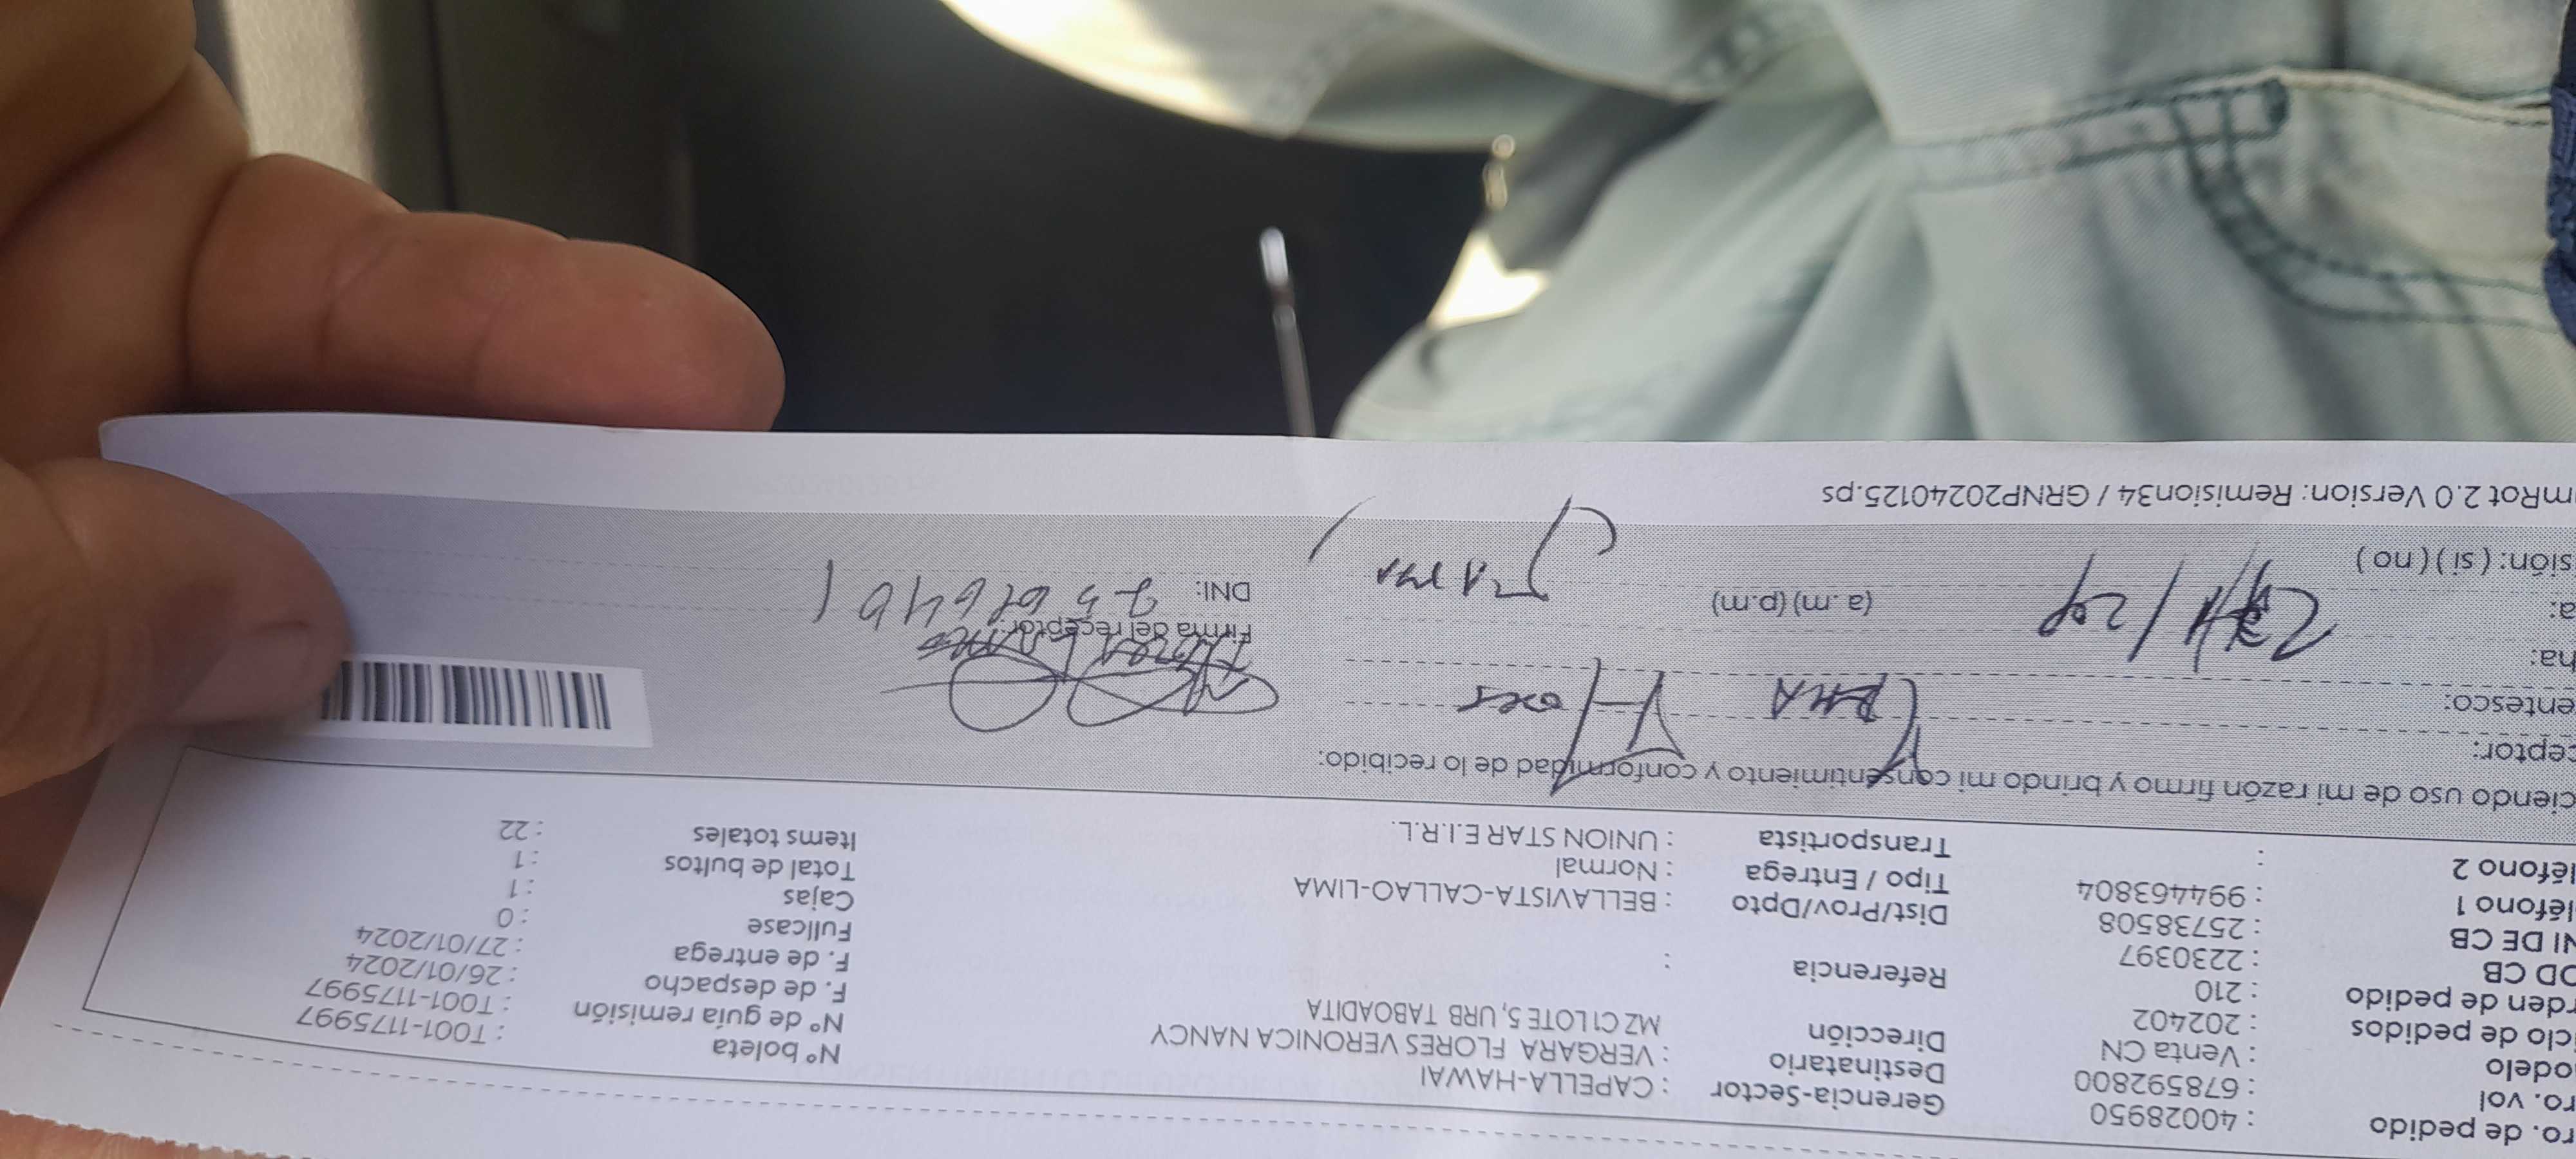 ro. de pedido : 40028950
ro. vol : 678592800
odelo : Venta CN
iclo de pedidos : 202402
rden de pedido : 210
OD CB : 2230397
NI DE CB : 25738508
léfono 1 : 994463804
léfono 2 :
Gerencia-Sector : CAPELLA-HAWAI
Destinatario : VERGARA FLORES VERONICA NANCY
Dirección MZ C1 LOTE 5, URB TABOADITA
Referencia :
Dist/Prov/Dpto : BELLAVISTA-CALLAO-LIMA
Tipo / Entrega : Normal
Transportista : UNION STAR E.I.R.L.
N° boleta : T001-1175997
N° de guía remisión : T001-1175997
F. de despacho : 26/01/2024
F. de entrega : 27/01/2024
Fullcase : 0
Cajas : 1
Total de bultos : 1
Items totales : 22
ciendo uso de mi razón firmo y brindo mi consentimiento y conformidad de lo recibido:
ceptor:
entesco:
ha:
a: (a.m) (p.m)
sión: ( si ) ( no )
Firma del receptor:
DNI:
mRot 2.0 Version: Remision34 / GRNP20240125.ps